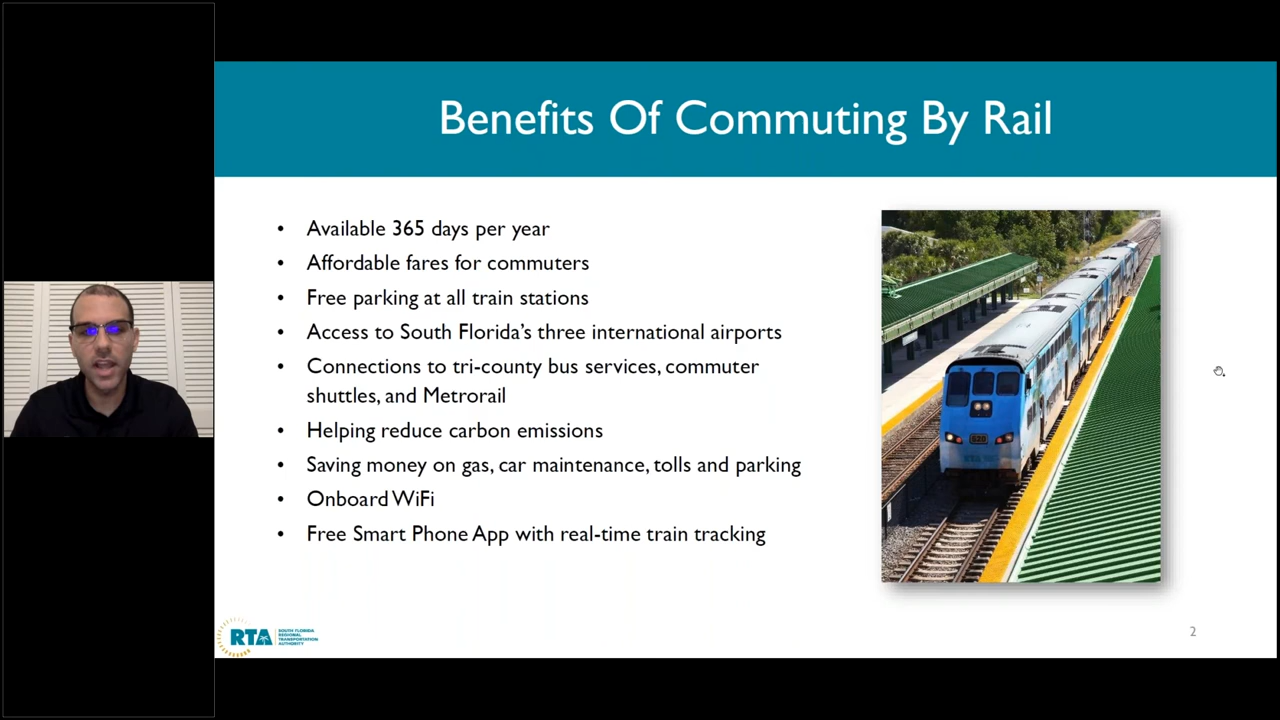 Benefits Of Commuting By Rail
• Available 365 days per year
• Affordable fares for commuters
• Free parking at all train stations
• Access to South Florida's three international airports
• Connections to tri-county bus services, commuter
shuttles, and Metrorail
• Helping reduce carbon emissions
• Saving money on gas, car maintenance, tolls and parking
• Onboard WiFi
• Free Smart Phone App with real-time train tracking
RTA
SOUTH FLORIDA
REGIONAL
TRANSPORTATION
AUTHORITY
2